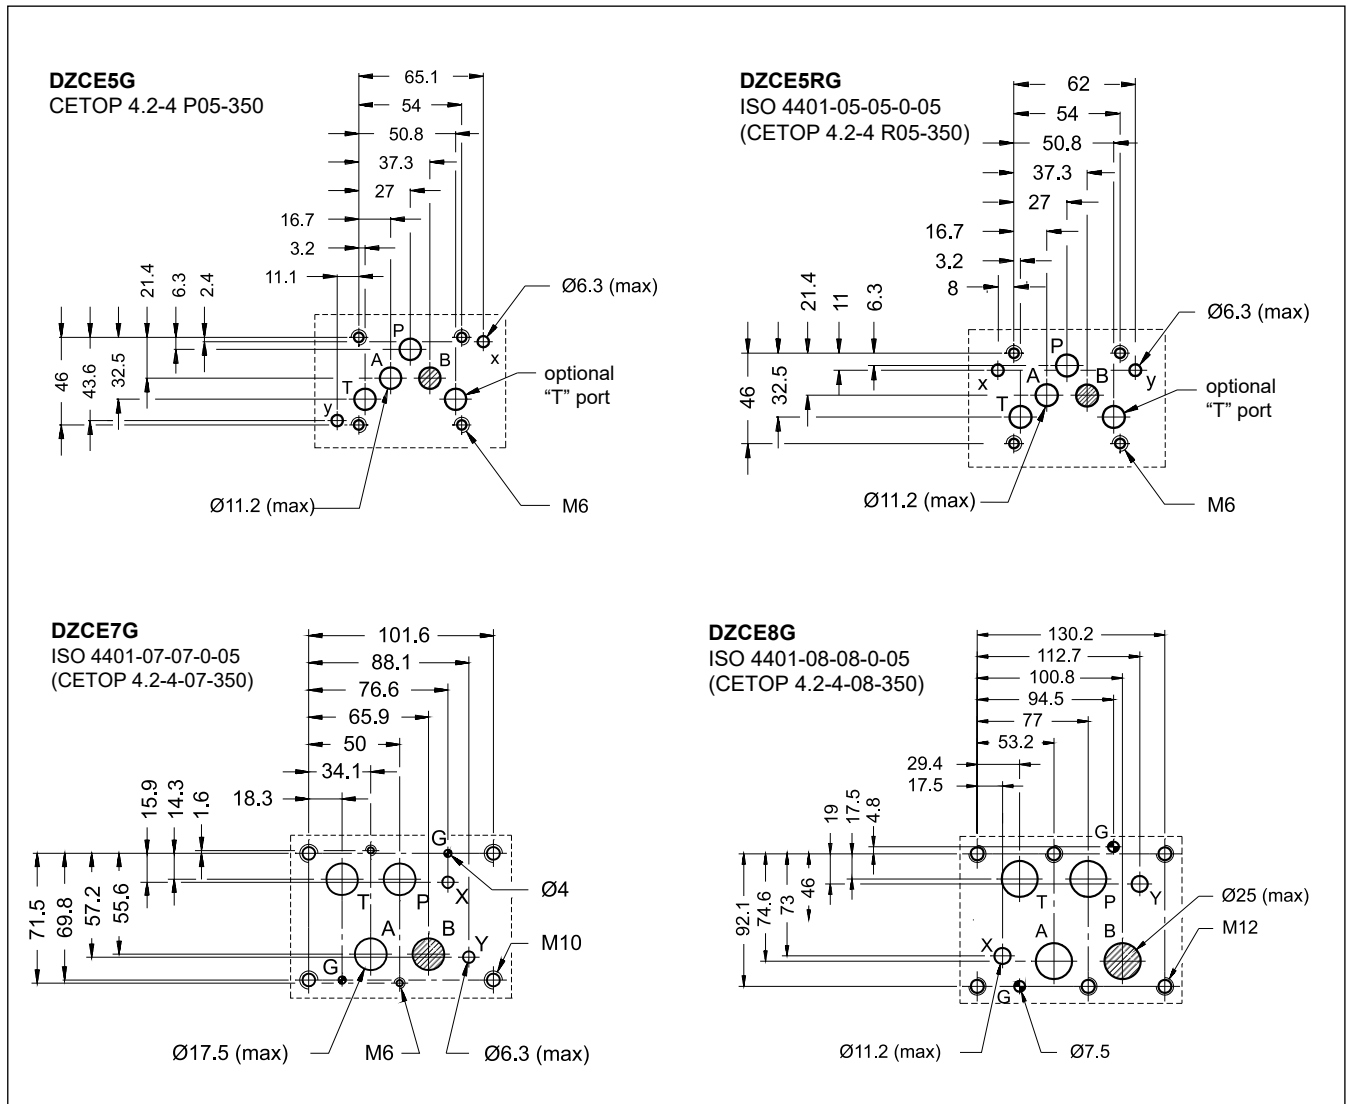 DZCE5G
CETOP 4.2-4 P05-350
65.1
54
50.8
37.3
27
16.7
3.2
11.1
21.4
6.3
2.4
46
43.6
32.5
Ø6.3 (max)
P
x
A
B
T
y
optional
“T” port
Ø11.2 (max)
M6
DZCE5RG
ISO 4401-05-05-0-05
(CETOP 4.2-4 R05-350)
62
54
50.8
37.3
27
16.7
3.2
8
21.4
11
6.3
46
32.5
Ø6.3 (max)
P
x
A
B
y
T
optional
“T” port
Ø11.2 (max)
M6
DZCE7G
ISO 4401-07-07-0-05
(CETOP 4.2-4-07-350)
101.6
88.1
76.6
65.9
50
34.1
18.3
15.9
14.3
1.6
71.5
69.8
57.2
55.6
G
T
P
X
Ø4
A
B
Y
M10
G
Ø17.5 (max)
M6
Ø6.3 (max)
DZCE8G
ISO 4401-08-08-0-05
(CETOP 4.2-4-08-350)
130.2
112.7
100.8
94.5
77
53.2
29.4
17.5
19
17.5
4.8
92.1
74.6
73
46
G
T
P
Y
Ø25 (max)
A
B
M12
X
G
Ø11.2 (max)
Ø7.5